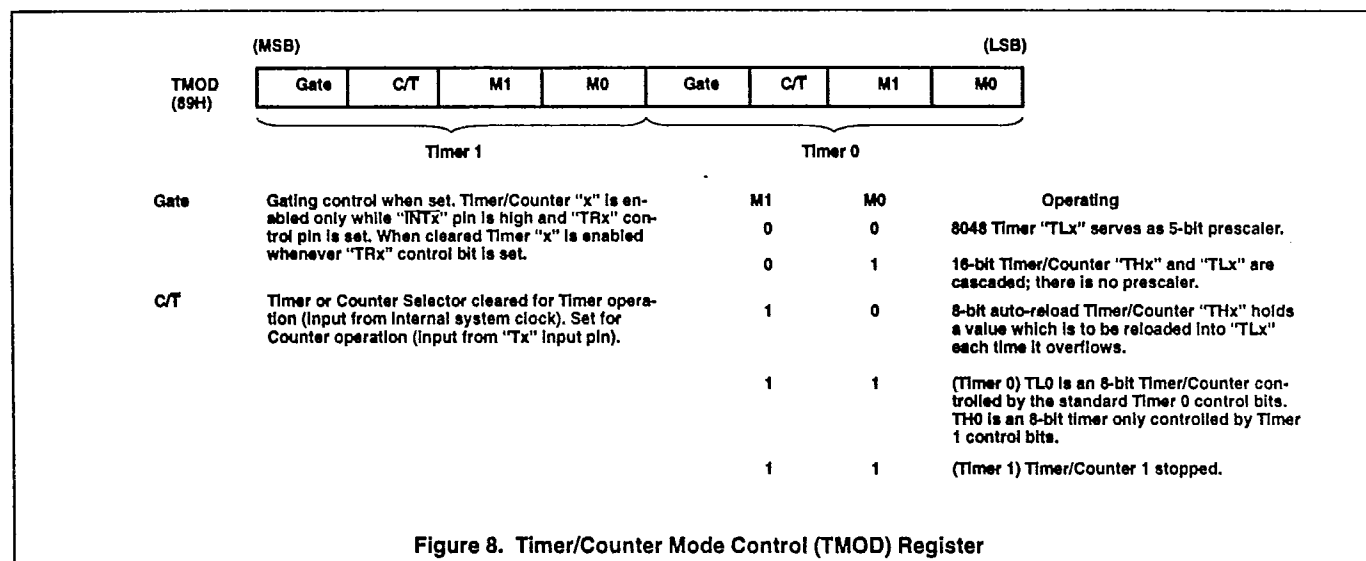 (MSB) (LSB)
TMOD Gate C/T̅ M1 M0 Gate C/T̅ M1 M0
(89H)
Timer 1 Timer 0
Gate Gating control when set. Timer/Counter "x" is en-
abled only while "I̅N̅T̅x̅" pin is high and "TRx" con-
trol pin is set. When cleared Timer "x" is enabled
whenever "TRx" control bit is set.
C/T̅ Timer or Counter Selector cleared for Timer opera-
tion (input from internal system clock). Set for
Counter operation (input from "Tx" input pin).
M1 M0 Operating
0 0 8048 Timer "TLx" serves as 5-bit prescaler.
0 1 16-bit Timer/Counter "THx" and "TLx" are
cascaded; there is no prescaler.
1 0 8-bit auto-reload Timer/Counter "THx" holds
a value which is to be reloaded into "TLx"
each time it overflows.
1 1 (Timer 0) TL0 is an 8-bit Timer/Counter con-
trolled by the standard Timer 0 control bits.
TH0 is an 8-bit timer only controlled by Timer
1 control bits.
1 1 (Timer 1) Timer/Counter 1 stopped.
Figure 8. Timer/Counter Mode Control (TMOD) Register